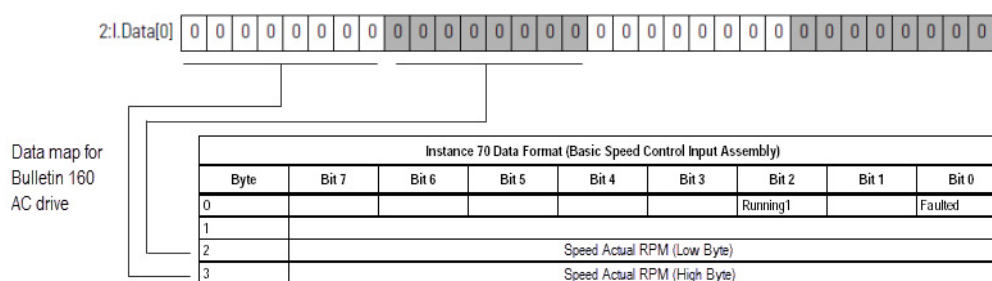 2:I.Data[0] 0 0 0 0 0 0 0 0 0 0 0 0 0 0 0 0 0 0 0 0 0 0 0 0 0 0 0 0 0 0 0 0
Data map for
Bulletin 160
AC drive
Instance 70 Data Format (Basic Speed Control Input Assembly)
Byte Bit 7 Bit 6 Bit 5 Bit 4 Bit 3 Bit 2 Bit 1 Bit 0
0 Running1 Faulted
1
2 Speed Actual RPM (Low Byte)
3 Speed Actual RPM (High Byte)